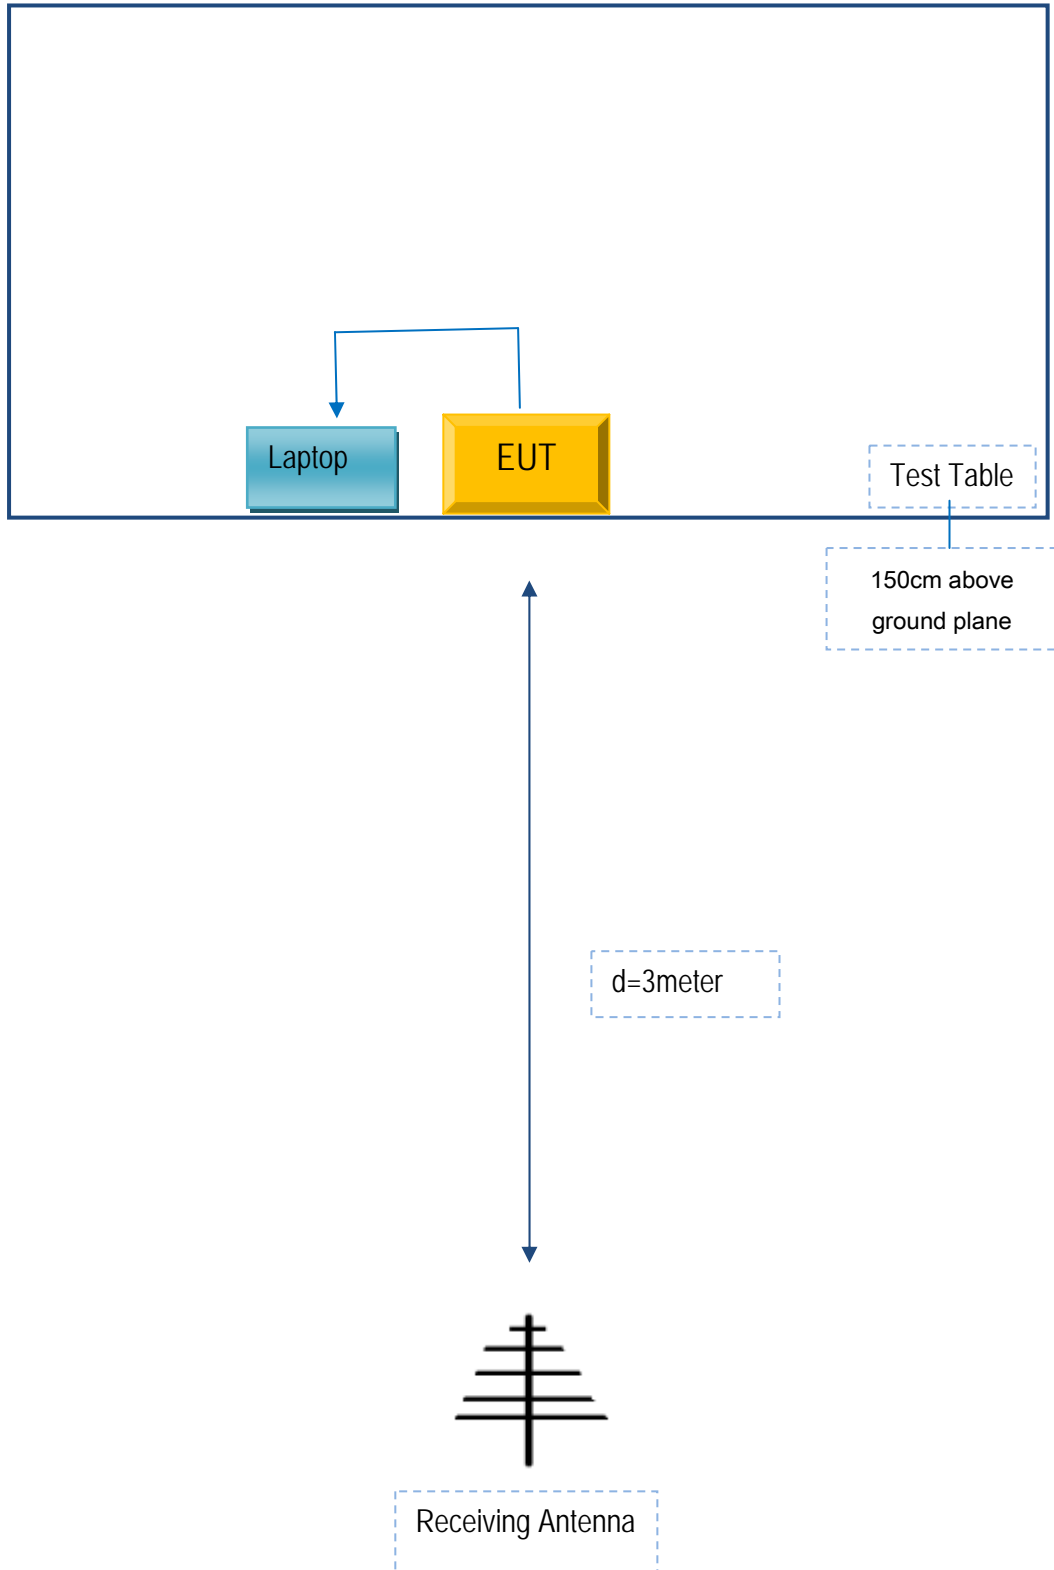 Laptop
EUT
Test Table
150cm above
ground plane
d=3meter
Receiving Antenna